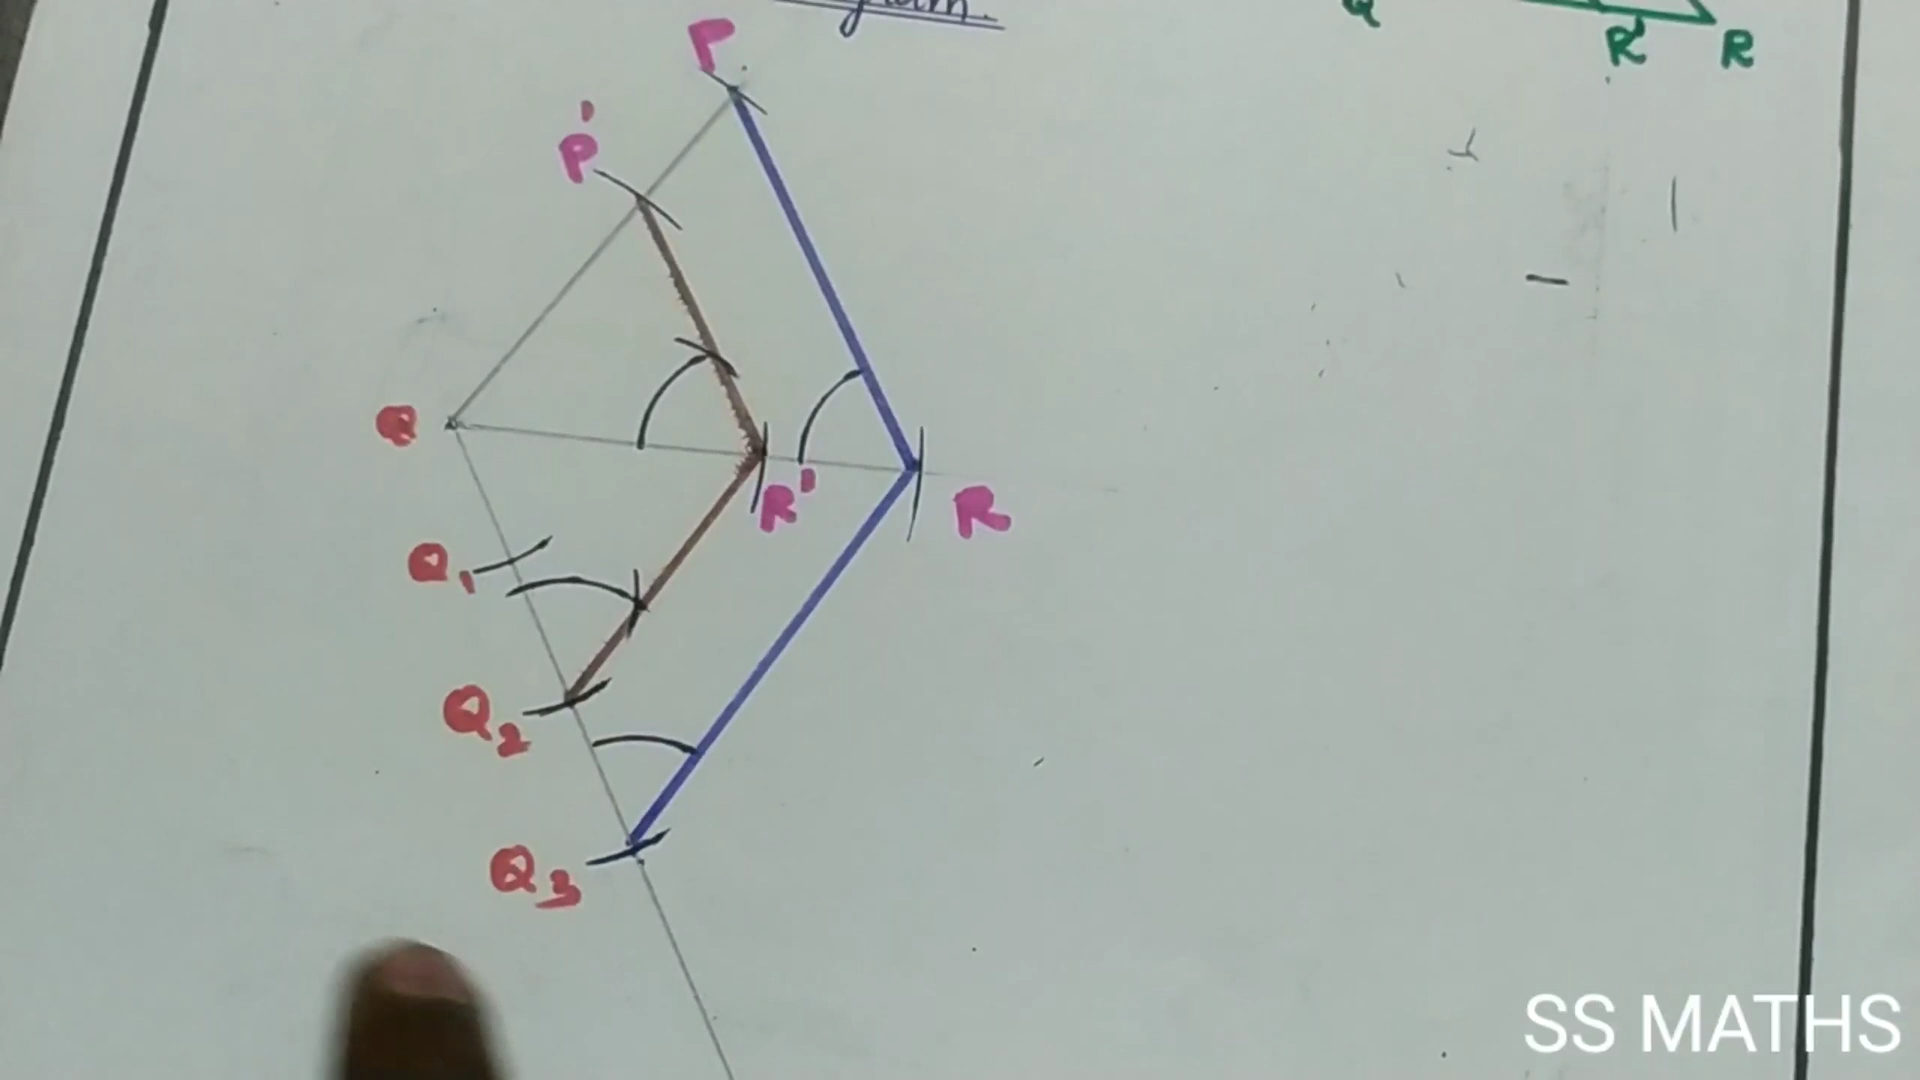 P
P'
Q
R'
R
Q
R'
R
Q₁
Q₂
Q₃
SS MATHS